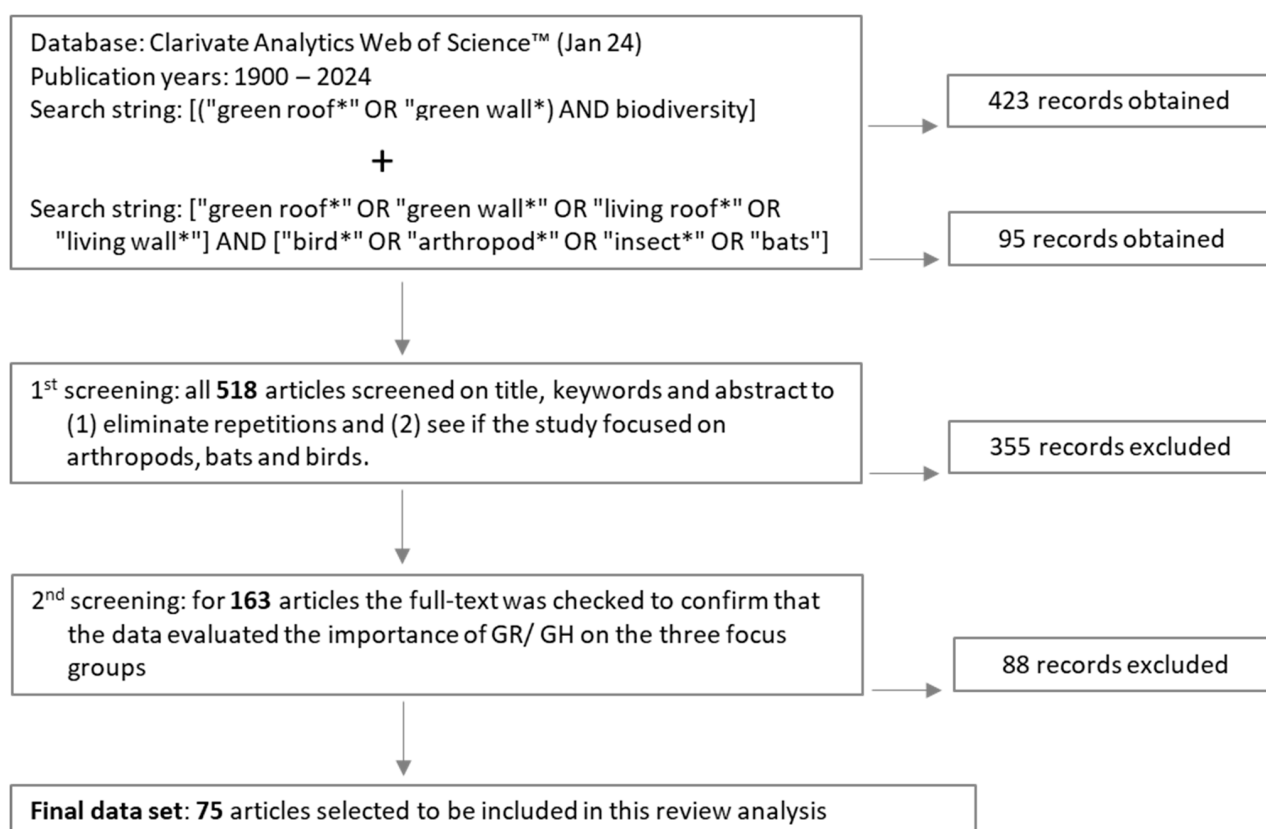 Database: Clarivate Analytics Web of Science™ (Jan 24)
Publication years: 1900 – 2024
Search string: [("green roof*" OR "green wall*) AND biodiversity]
423 records obtained
+
Search string: ["green roof*" OR "green wall*" OR "living roof*" OR
"living wall*"] AND ["bird*" OR "arthropod*" OR "insect*" OR "bats"]
95 records obtained
1st screening: all 518 articles screened on title, keywords and abstract to
(1) eliminate repetitions and (2) see if the study focused on
arthropods, bats and birds.
355 records excluded
2nd screening: for 163 articles the full-text was checked to confirm that
the data evaluated the importance of GR/ GH on the three focus
groups
88 records excluded
Final data set: 75 articles selected to be included in this review analysis